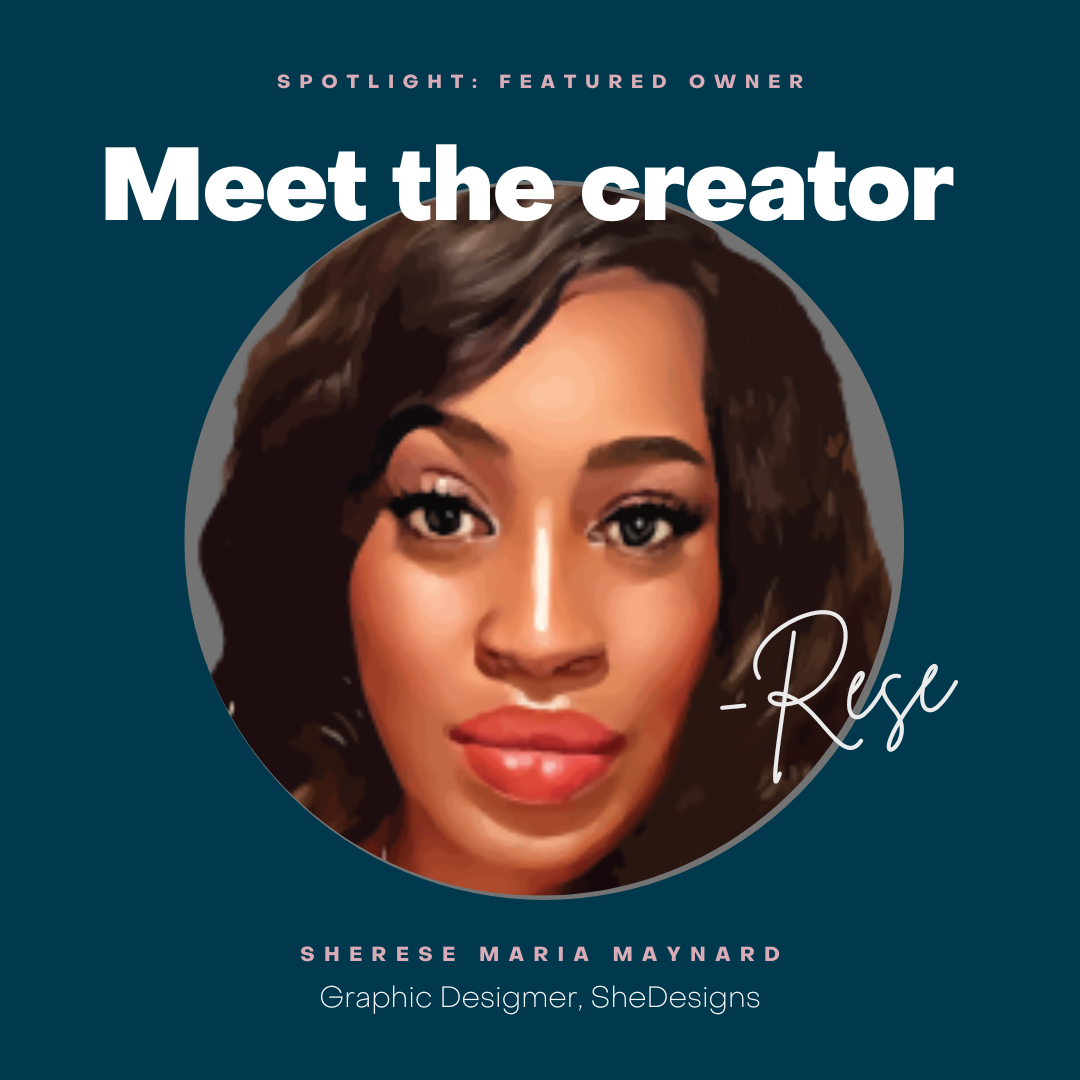 SPOTLIGHT: FEATURED OWNER
Meet the creator
-Rese
SHERESE MARIA MAYNARD
Graphic Desigmer, SheDesigns